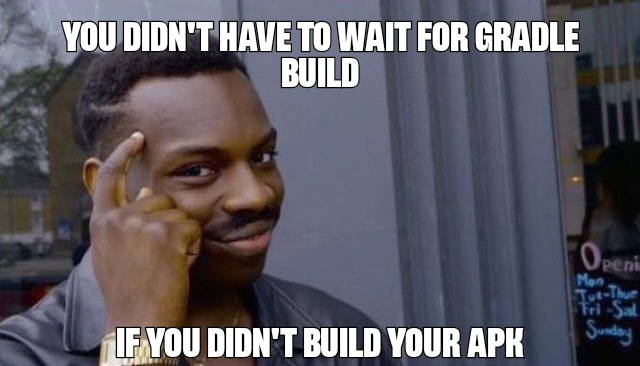 YOU DIDN'T HAVE TO WAIT FOR GRADLE
BUILD
Openi
Mon
Tue-Thur
Fri-Sat
Sunday
IF YOU DIDN'T BUILD YOUR APK